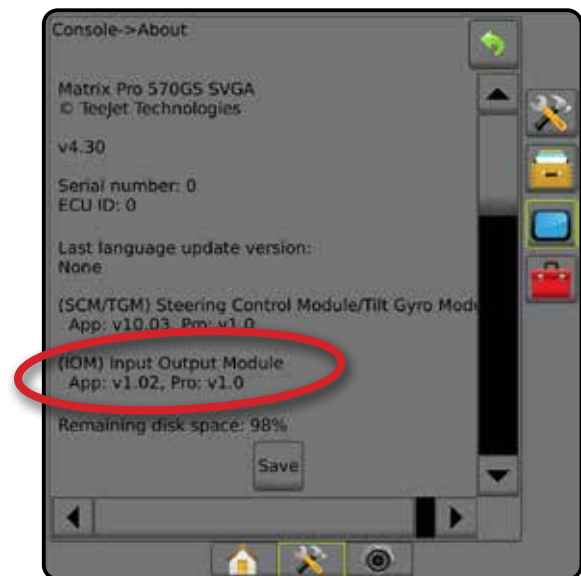 Console->About
Matrix Pro 570GS SVGA
© TeeJet Technologies
v4.30
Serial number: 0
ECU ID: 0
Last language update version:
None
(SCM/TGM) Steering Control Module/Tilt Gyro Modu
App: v10.03, Pro: v1.0
(IOM) Input Output Module
App: v1.02, Pro: v1.0
Remaining disk space: 98%
Save